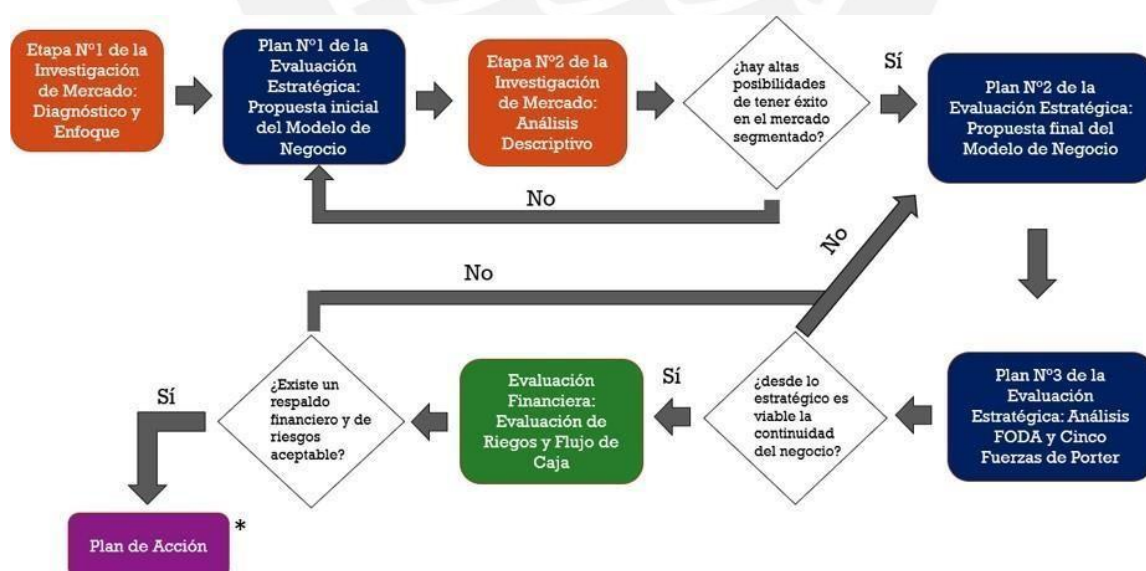 Etapa N°1 de la
Investigación
de Mercado:
Diagnóstico y
Enfoque
Plan N°1 de la
Evaluación
Estratégica:
Propuesta inicial
del Modelo de
Negocio
Etapa N°2 de la
Investigación
de Mercado:
Análisis
Descriptivo
¿hay altas
posibilidades
de tener éxito
en el mercado
segmentado?
Sí
Plan N°2 de la
Evaluación Estratégica:
Propuesta final del
Modelo de Negocio
No
No
No
Plan N°3 de la
Evaluación
Estratégica: Análisis
FODA y Cinco
Fuerzas de Porter
¿desde lo
estratégico es
viable la
continuidad
del negocio?
Sí
Evaluación
Financiera:
Evaluación de
Riegos y Flujo de
Caja
¿Existe un
respaldo
financiero y de
riesgos
aceptable?
Sí
Plan de Acción *